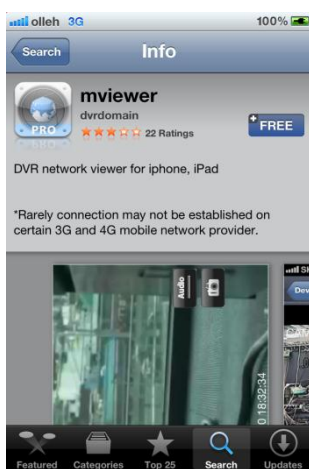 olleh 3G 100%
Search Info
mviewer
dvrdomain
PRO
22 Ratings
FREE
DVR network viewer for iphone, iPad
*Rarely connection may not be established on
certain 3G and 4G mobile network provider.
Audio
18:32:34
Featured Categories Top 25 Search Updates